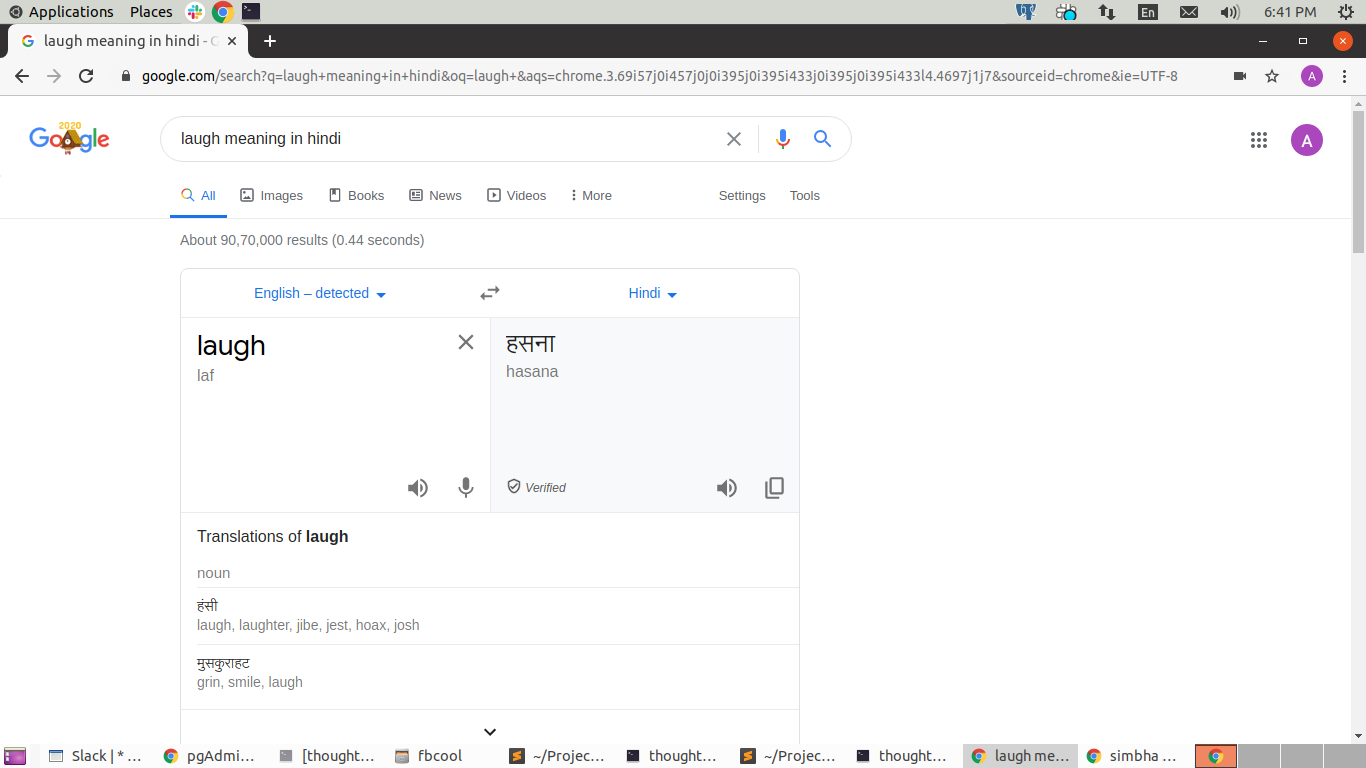 Applications Places En 6:41 PM
laugh meaning in hindi - G
google.com/search?q=laugh+meaning+in+hindi&oq=laugh+&aqs=chrome.3.69i57j0i457j0j0i395j0i395i433j0i395j0i395i433l4.4697j1j7&sourceid=chrome&ie=UTF-8 A
2020
Google laugh meaning in hindi A
All Images Books News Videos More Settings Tools
About 90,70,000 results (0.44 seconds)
English – detected Hindi
laugh हसना
laf hasana
Verified
Translations of laugh
noun
हंसी
laugh, laughter, jibe, jest, hoax, josh
मुसकुराहट
grin, smile, laugh
Slack | * ... pgAdmi... [thought... fbcool ~/Projec... thought... ~/Projec... thought... laugh me... simbha ...